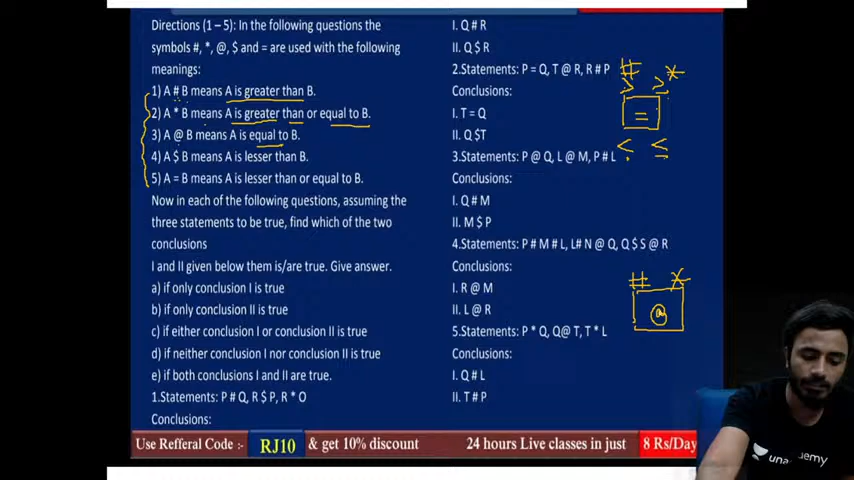 Directions (1 – 5): In the following questions the
symbols #, *, @, $ and = are used with the following
meanings:
1) A # B means A is greater than B.
2) A * B means A is greater than or equal to B.
3) A @ B means A is equal to B.
4) A $ B means A is lesser than B.
5) A = B means A is lesser than or equal to B.
Now in each of the following questions, assuming the
three statements to be true, find which of the two
conclusions
I and II given below them is/are true. Give answer.
a) if only conclusion I is true
b) if only conclusion II is true
c) if either conclusion I or conclusion II is true
d) if neither conclusion I nor conclusion II is true
e) if both conclusions I and II are true.
1.Statements: P # Q, R $ P, R * O
Conclusions:
I. Q # R
II. Q $ R
2.Statements: P = Q, T @ R, R # P
Conclusions:
I. T = Q
II. Q $T
3.Statements: P @ Q, L @ M, P # L
Conclusions:
I. Q # M
II. M $ P
4.Statements: P # M # L, L# N @ Q, Q $ S @ R
Conclusions:
I. R @ M
II. L @ R
5.Statements: P * Q, Q@ T, T * L
Conclusions:
I. Q # L
II. T # P
# *
> ≥
=
< ≤
# *
@
Use Refferal Code :- RJ10 & get 10% discount 24 hours Live classes in just 8 Rs/Day
unacademy